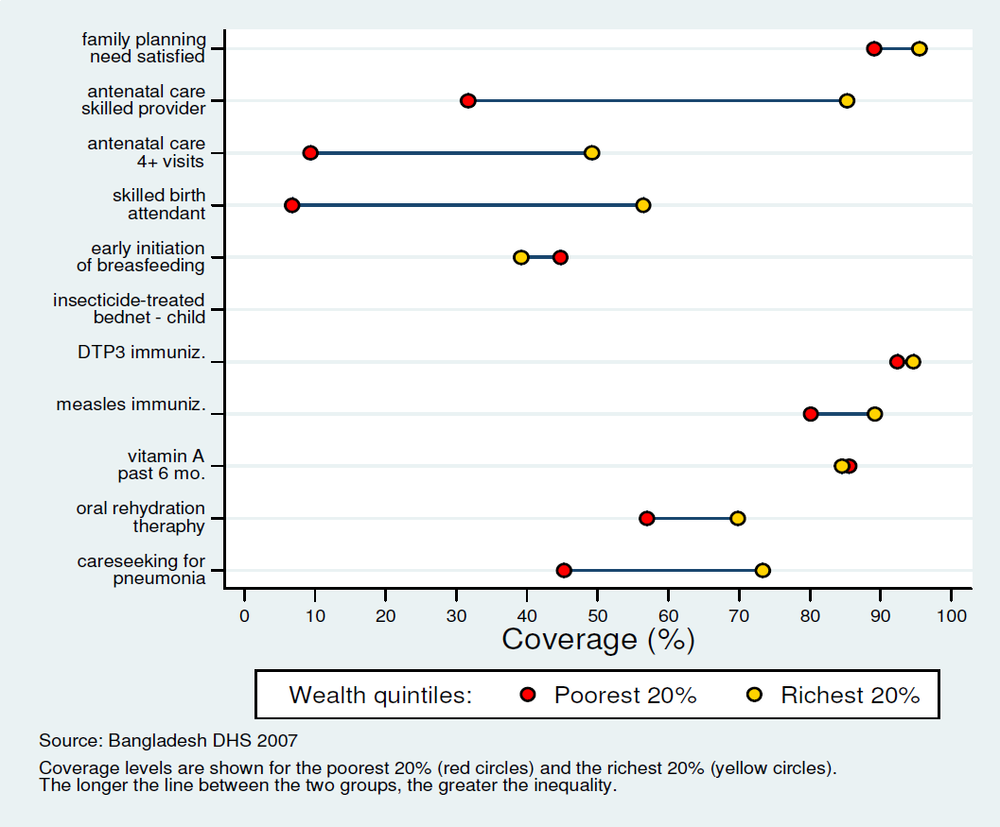 family planning
need satisfied
antenatal care
skilled provider
antenatal care
4+ visits
skilled birth
attendant
early initiation
of breasfeeding
insecticide-treated
bednet - child
DTP3 immuniz.
measles immuniz.
vitamin A
past 6 mo.
oral rehydration
theraphy
careseeking for
pneumonia
0 10 20 30 40 50 60 70 80 90 100
Coverage (%)
Wealth quintiles: Poorest 20% Richest 20%
Source: Bangladesh DHS 2007
Coverage levels are shown for the poorest 20% (red circles) and the richest 20% (yellow circles).
The longer the line between the two groups, the greater the inequality.